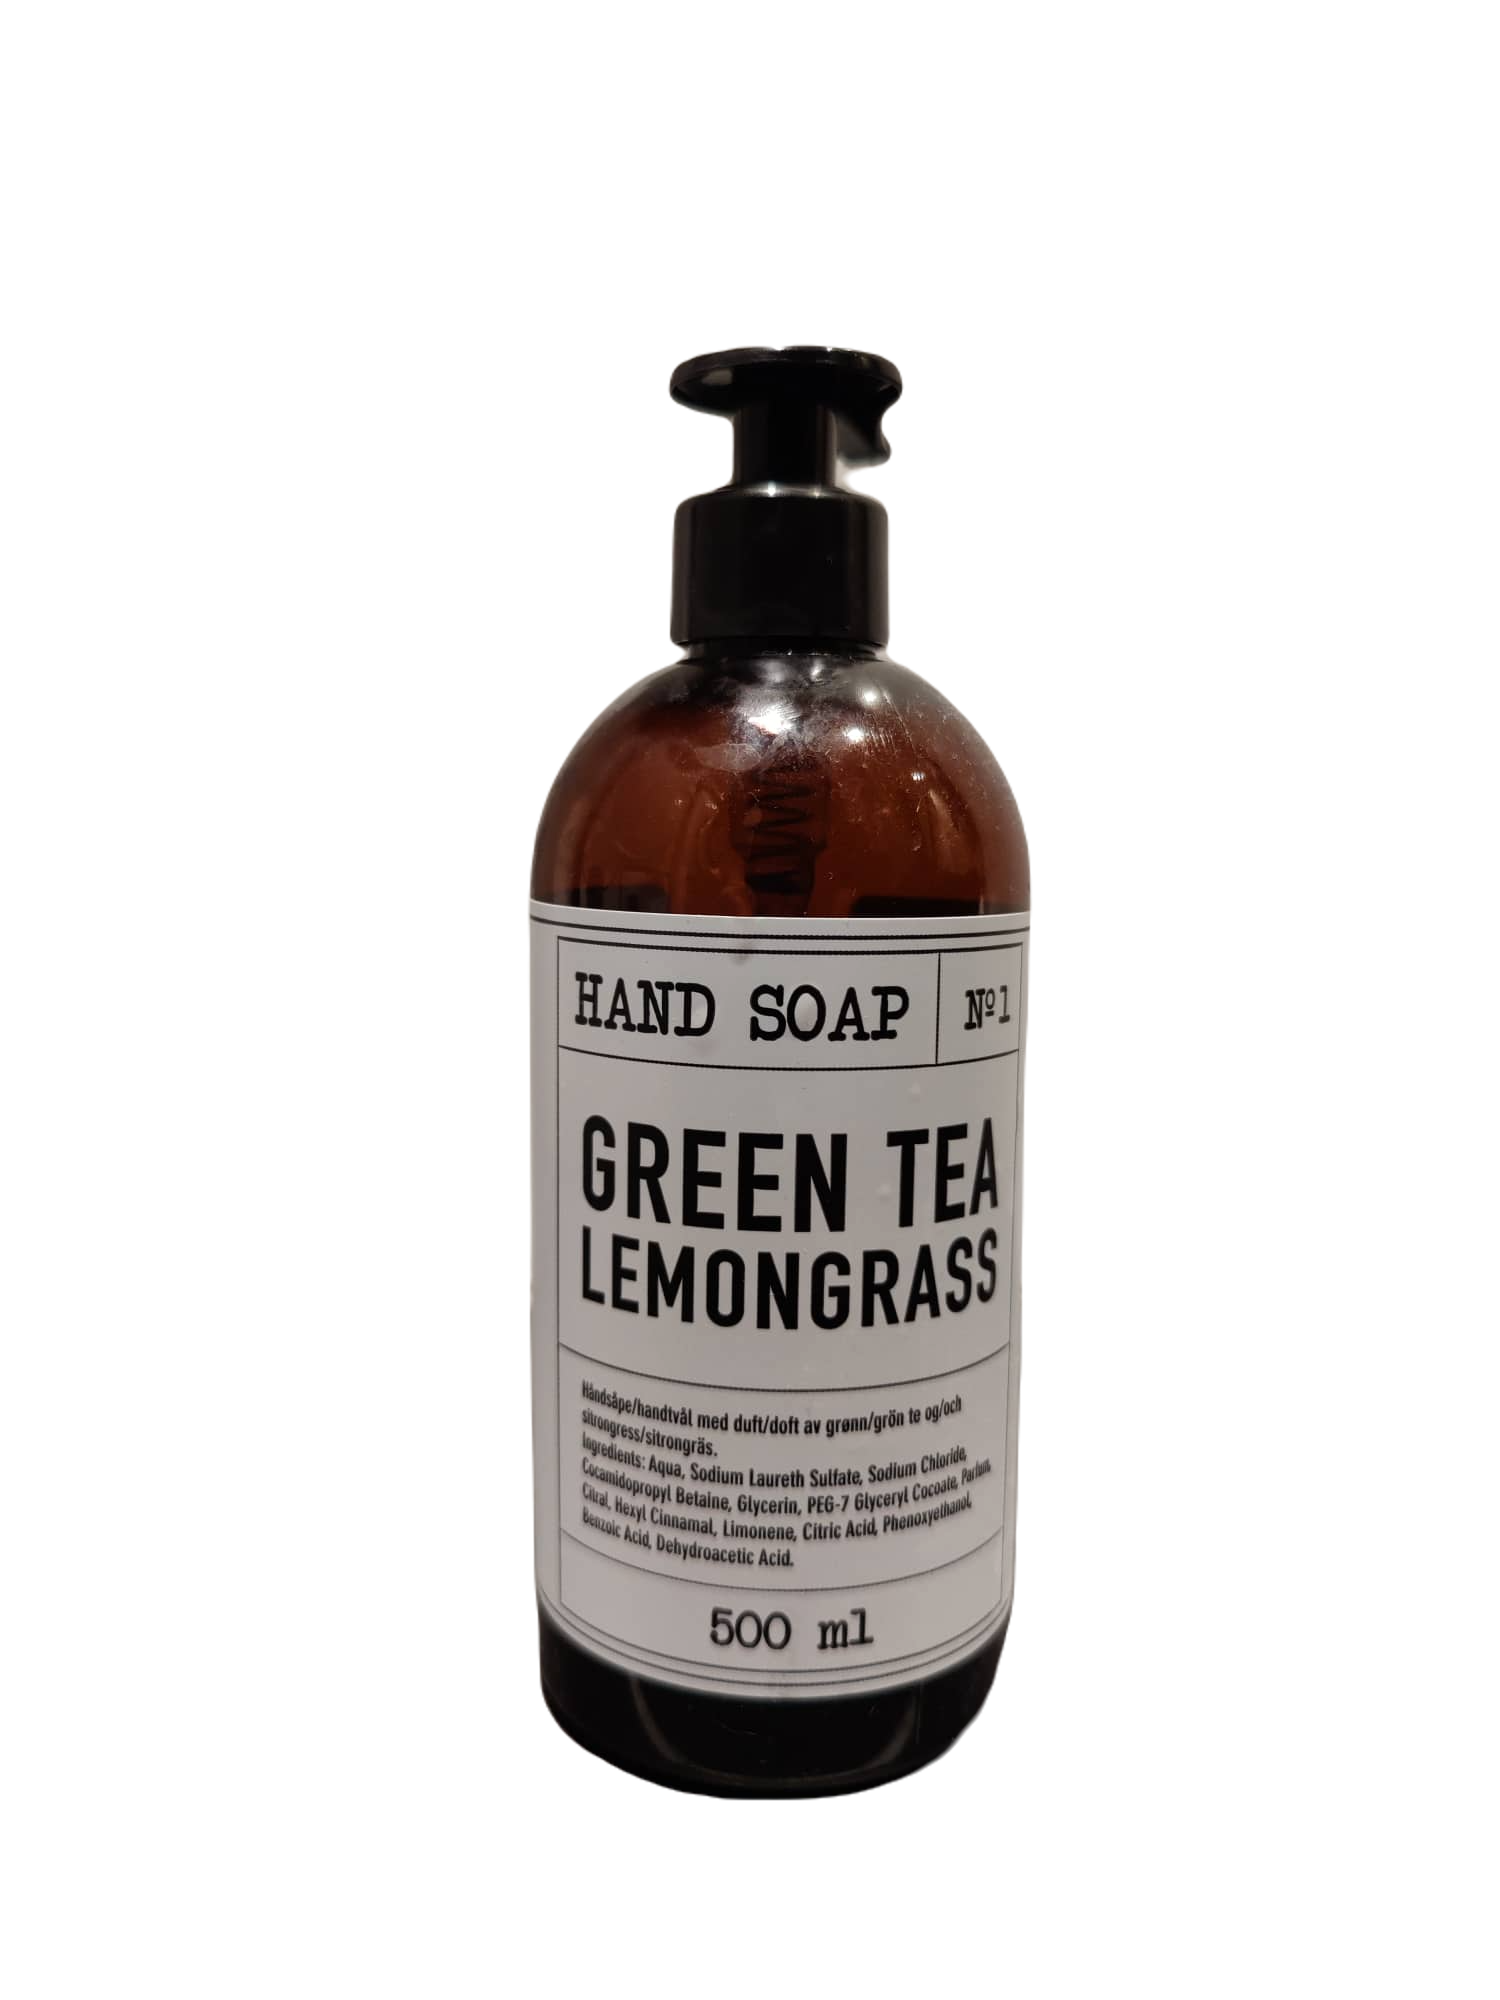 HAND SOAP
Nº1
GREEN TEA
LEMONGRASS
Håndsåpe/handtvål med duft/doft av grønn/grön te og/och
sitrongress/sitrongräs.
Ingredients: Aqua, Sodium Laureth Sulfate, Sodium Chloride,
Cocamidopropyl Betaine, Glycerin, PEG-7 Glyceryl Cocoate, Parfum,
Citral, Hexyl Cinnamal, Limonene, Citric Acid, Phenoxyethanol,
Benzoic Acid, Dehydroacetic Acid.
500 ml